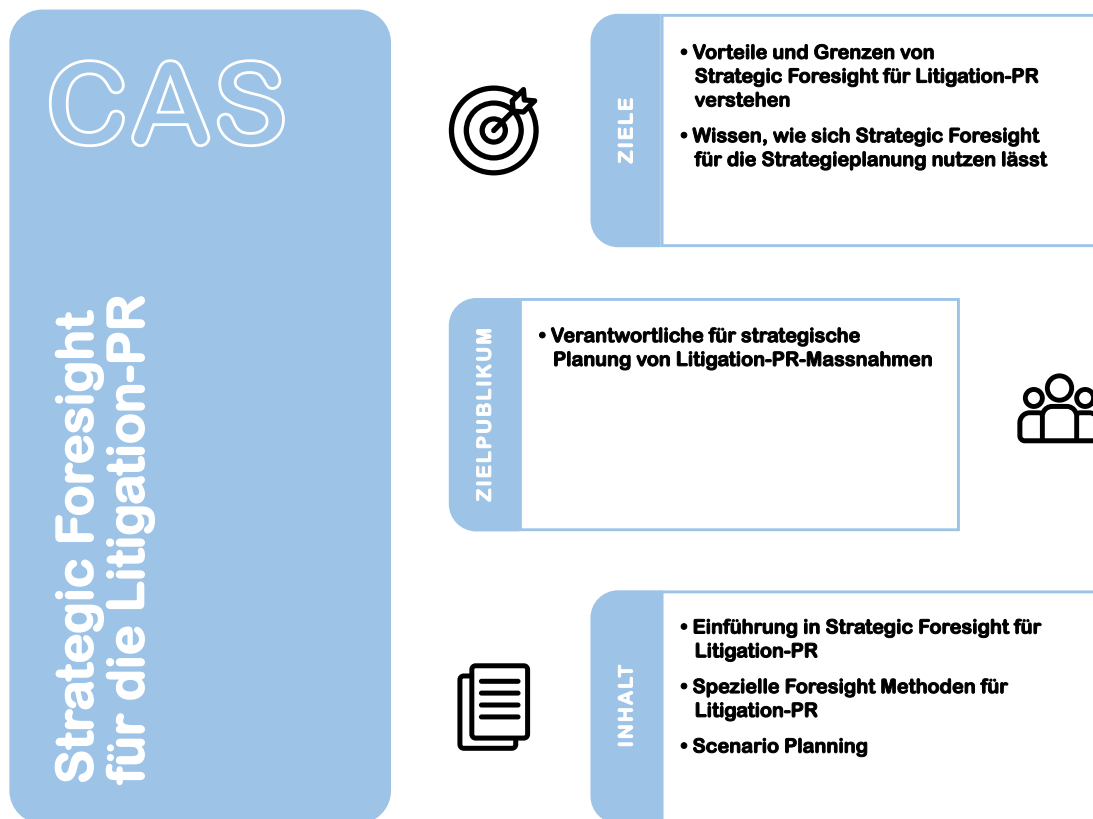 CAS
Strategic Foresight
für die Litigation-PR
ZIELE
• Vorteile und Grenzen von
Strategic Foresight für Litigation-PR
verstehen
• Wissen, wie sich Strategic Foresight
für die Strategieplanung nutzen lässt
ZIELPUBLIKUM
• Verantwortliche für strategische
Planung von Litigation-PR-Massnahmen
INHALT
• Einführung in Strategic Foresight für
Litigation-PR
• Spezielle Foresight Methoden für
Litigation-PR
• Scenario Planning